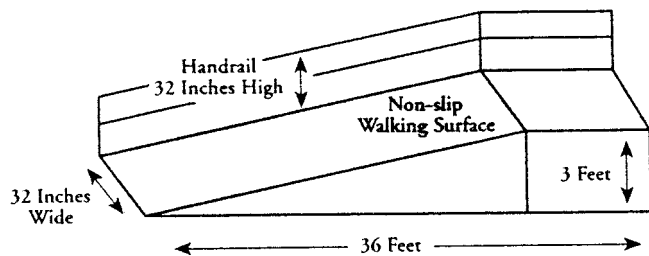 Handrail
32 Inches High
Non-slip
Walking Surface
32 Inches
Wide
3 Feet
36 Feet